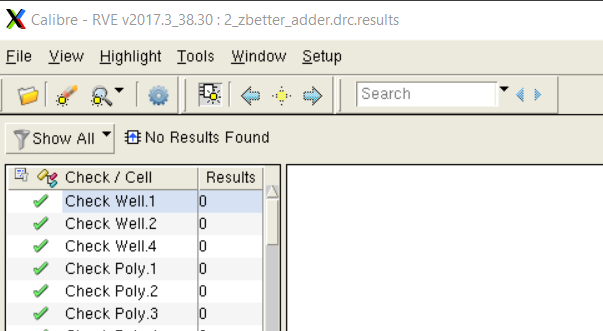 Calibre - RVE v2017.3_38.30 : 2_zbetter_adder.drc.results
File View Highlight Tools Window Setup
Search
Show All No Results Found
Check / Cell Results
Check Well.1 0
Check Well.2 0
Check Well.4 0
Check Poly.1 0
Check Poly.2 0
Check Poly.3 0